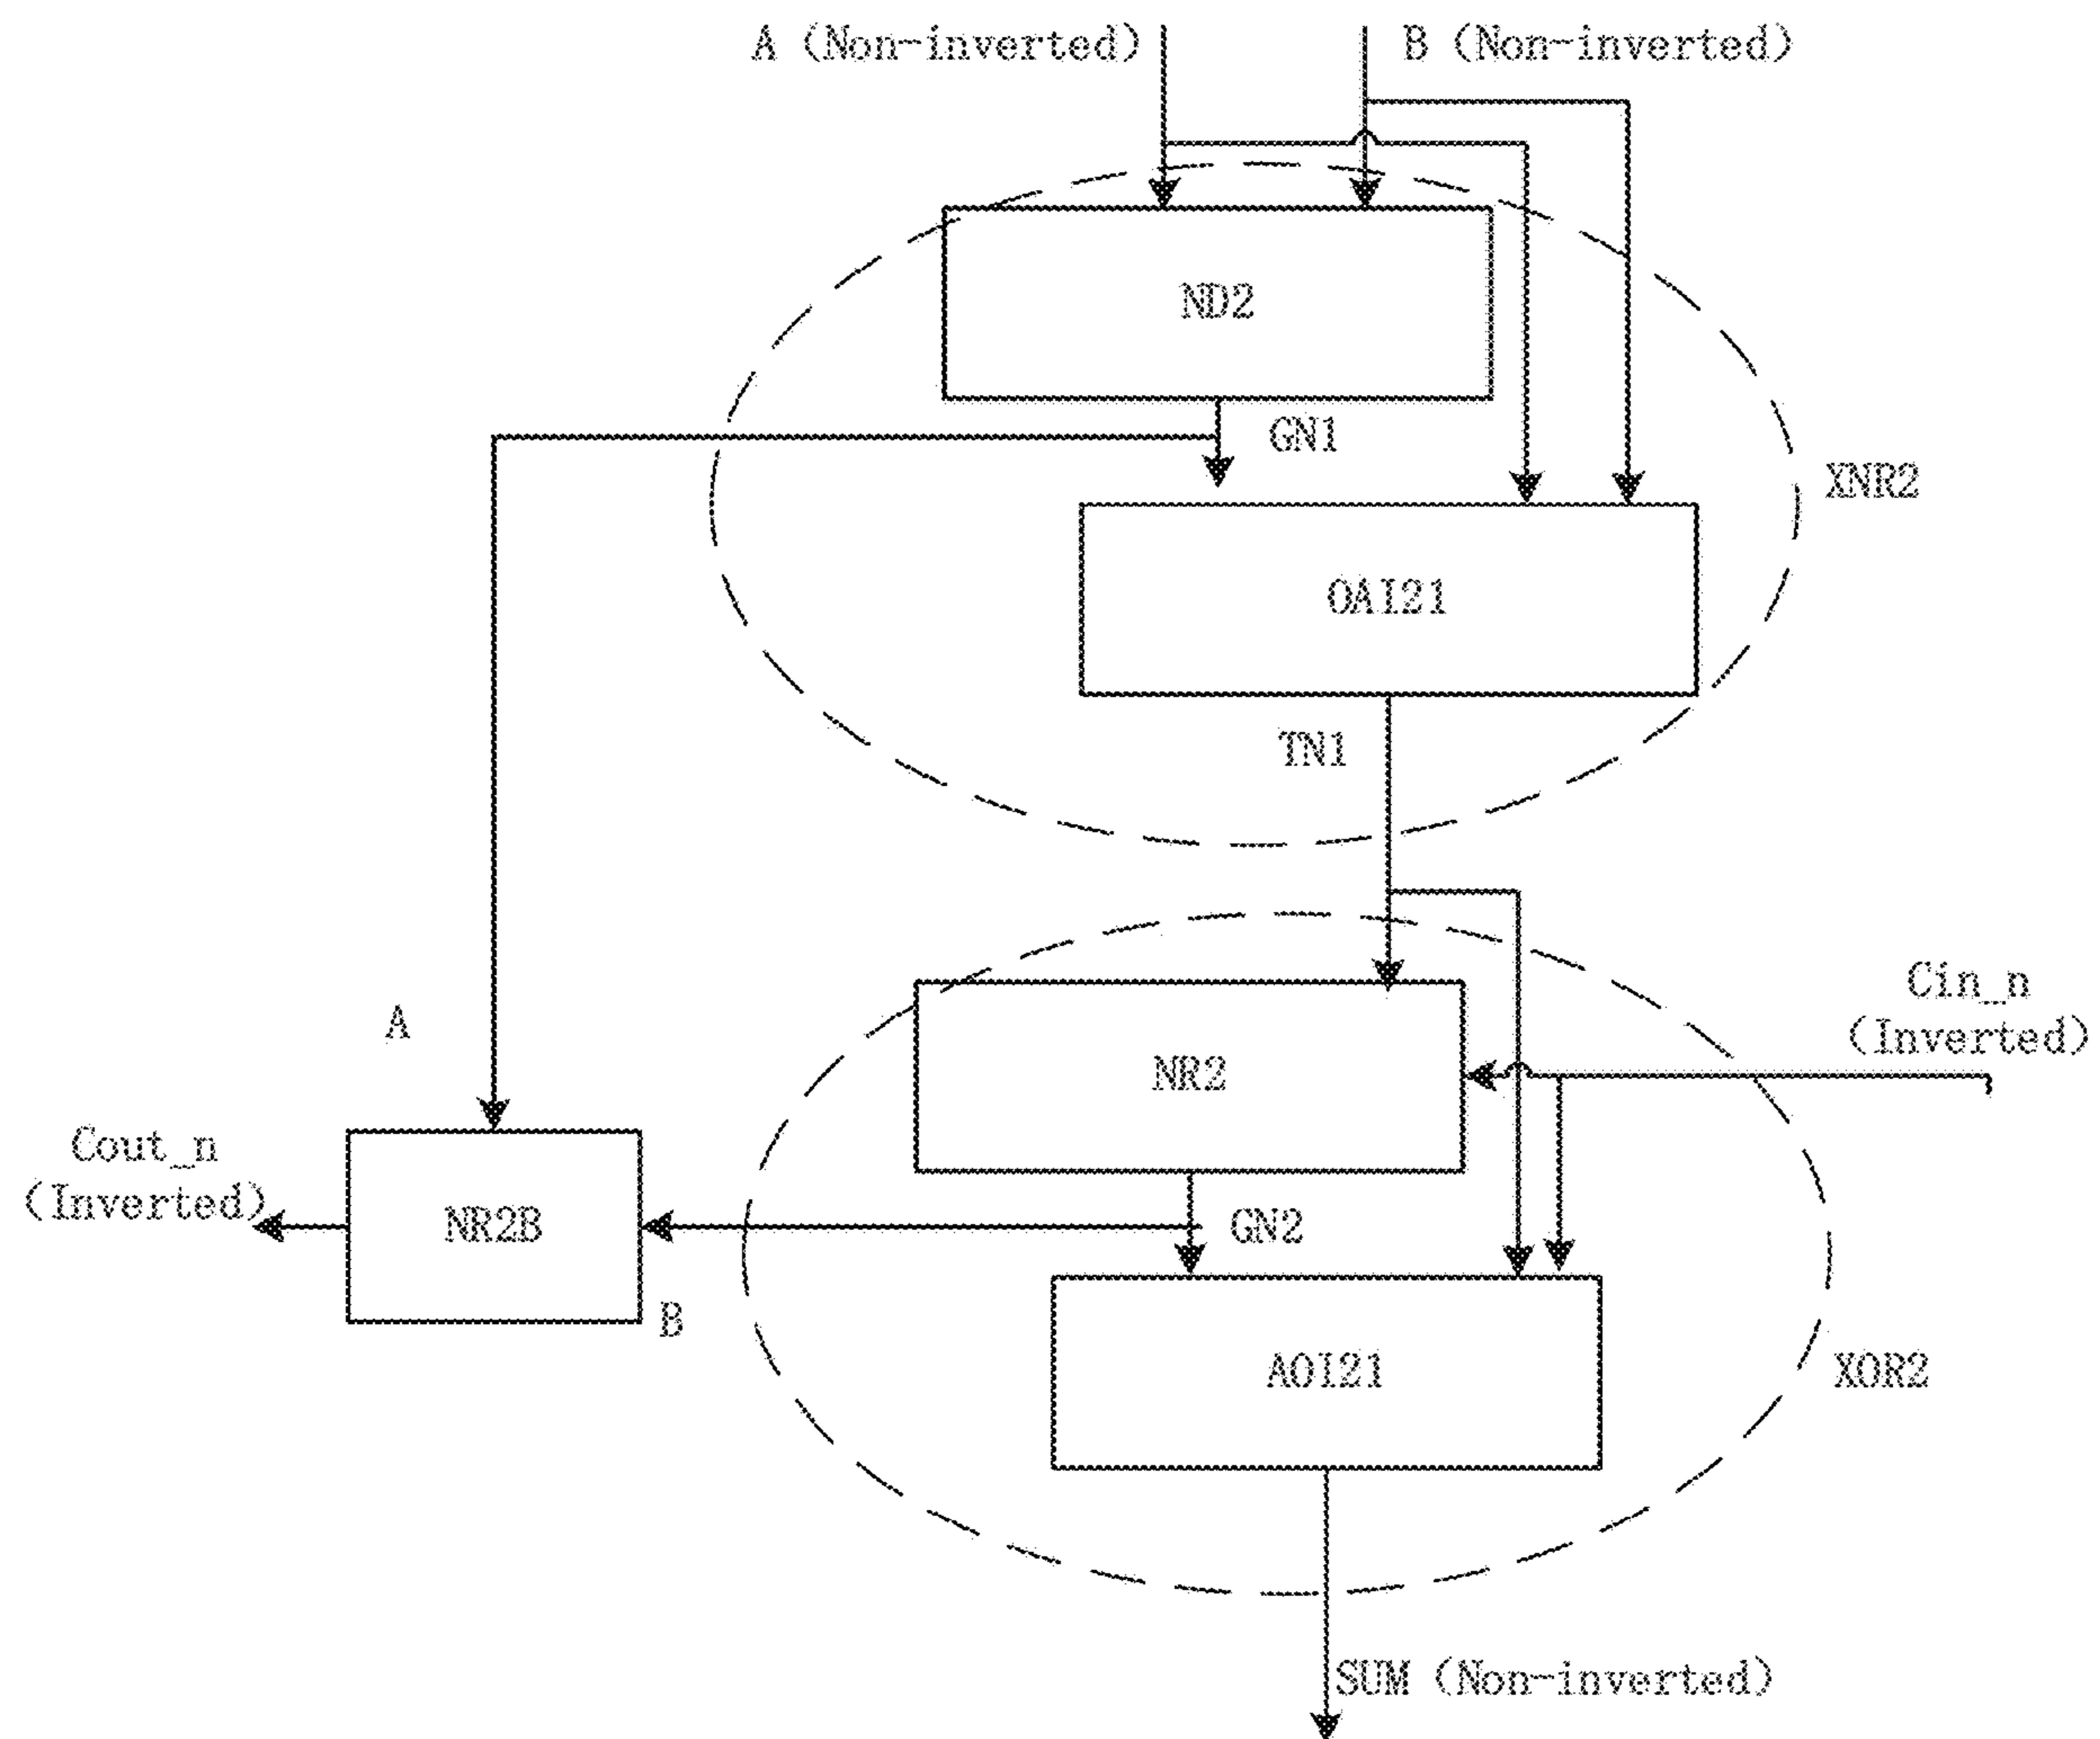 A (Non-inverted)
B (Non-inverted)
ND2
GN1
XNR2
OAI21
TN1
Cin_n
(Inverted)
A
NR2
Cout_n
(Inverted)
NR2B
GN2
B
AOI21
XOR2
SUM (Non-inverted)